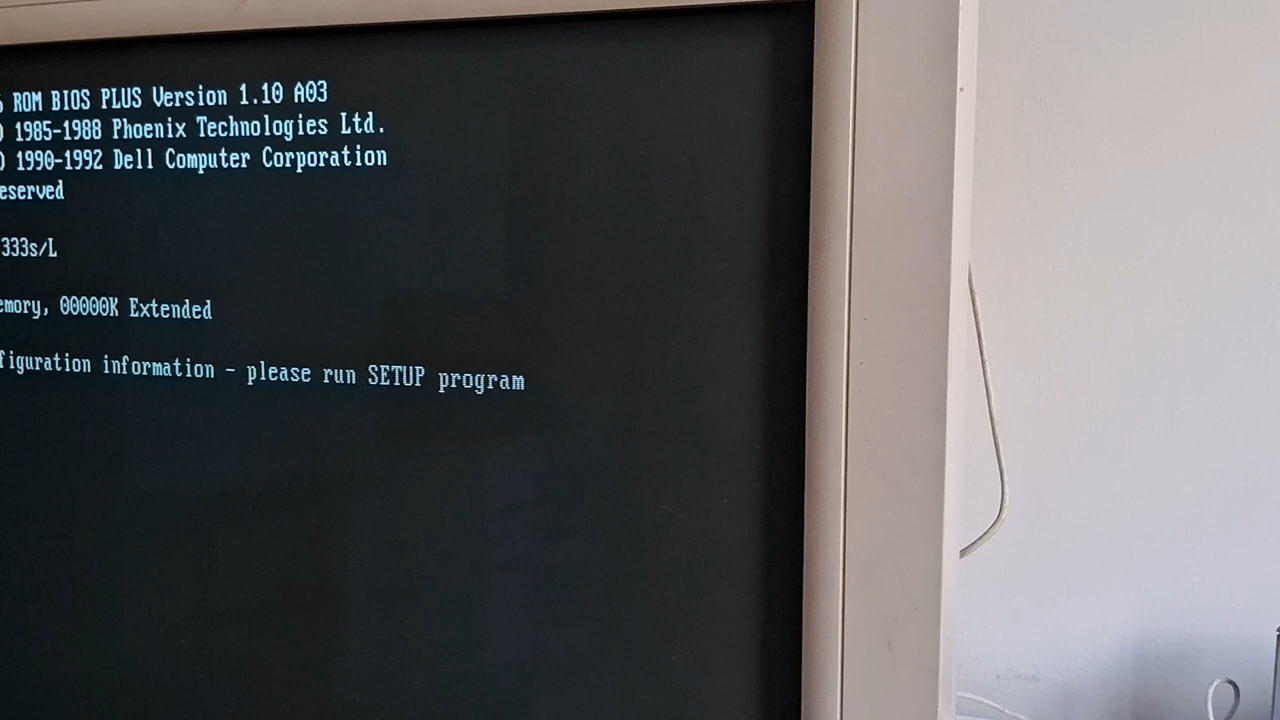 ROM BIOS PLUS Version 1.10 A03
) 1985-1988 Phoenix Technologies Ltd.
) 1990-1992 Dell Computer Corporation
eserved
333s/L
emory, 00000K Extended
figuration information - please run SETUP program